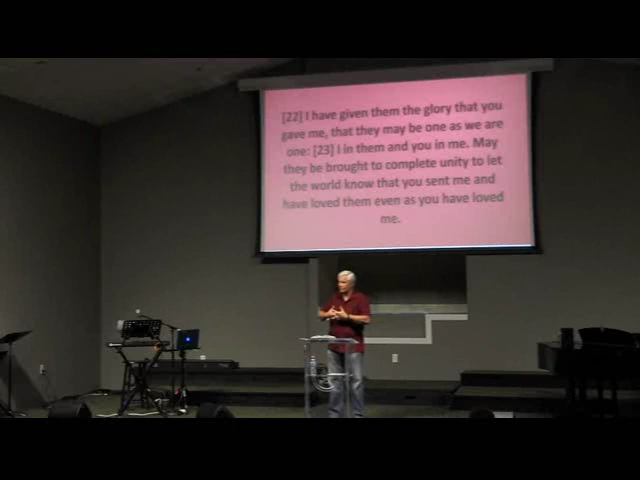 [22] I have given them the glory that you
gave me, that they may be one as we are
one: [23] I in them and you in me. May
they be brought to complete unity to let
the world know that you sent me and
have loved them even as you have loved
me.